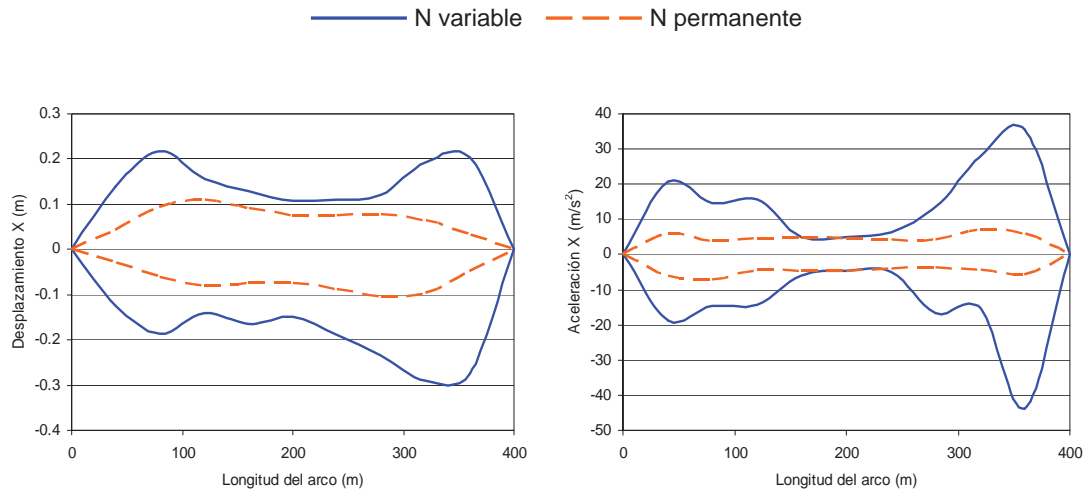 N variable
N permanente
0.3
0.2
0.1
0
-0.1
-0.2
-0.3
-0.4
Desplazamiento X (m)
0 100 200 300 400
Longitud del arco (m)
40
30
20
10
0
-10
-20
-30
-40
-50
Aceleración X (m/s²)
0 100 200 300 400
Longitud del arco (m)